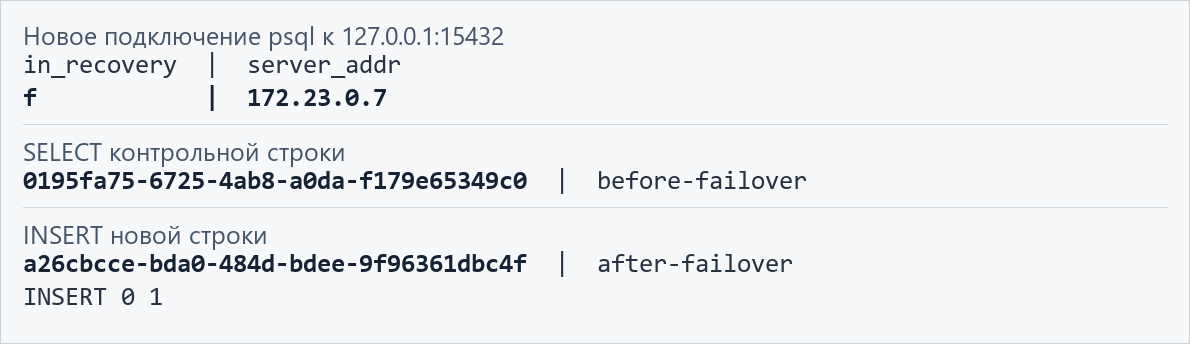 Новое подключение psql к 127.0.0.1:15432
in_recovery | server_addr
f | 172.23.0.7
SELECT контрольной строки
0195fa75-6725-4ab8-a0da-f179e65349c0 | before-failover
INSERT новой строки
a26cbcce-bda0-484d-bdee-9f96361dbc4f | after-failover
INSERT 0 1